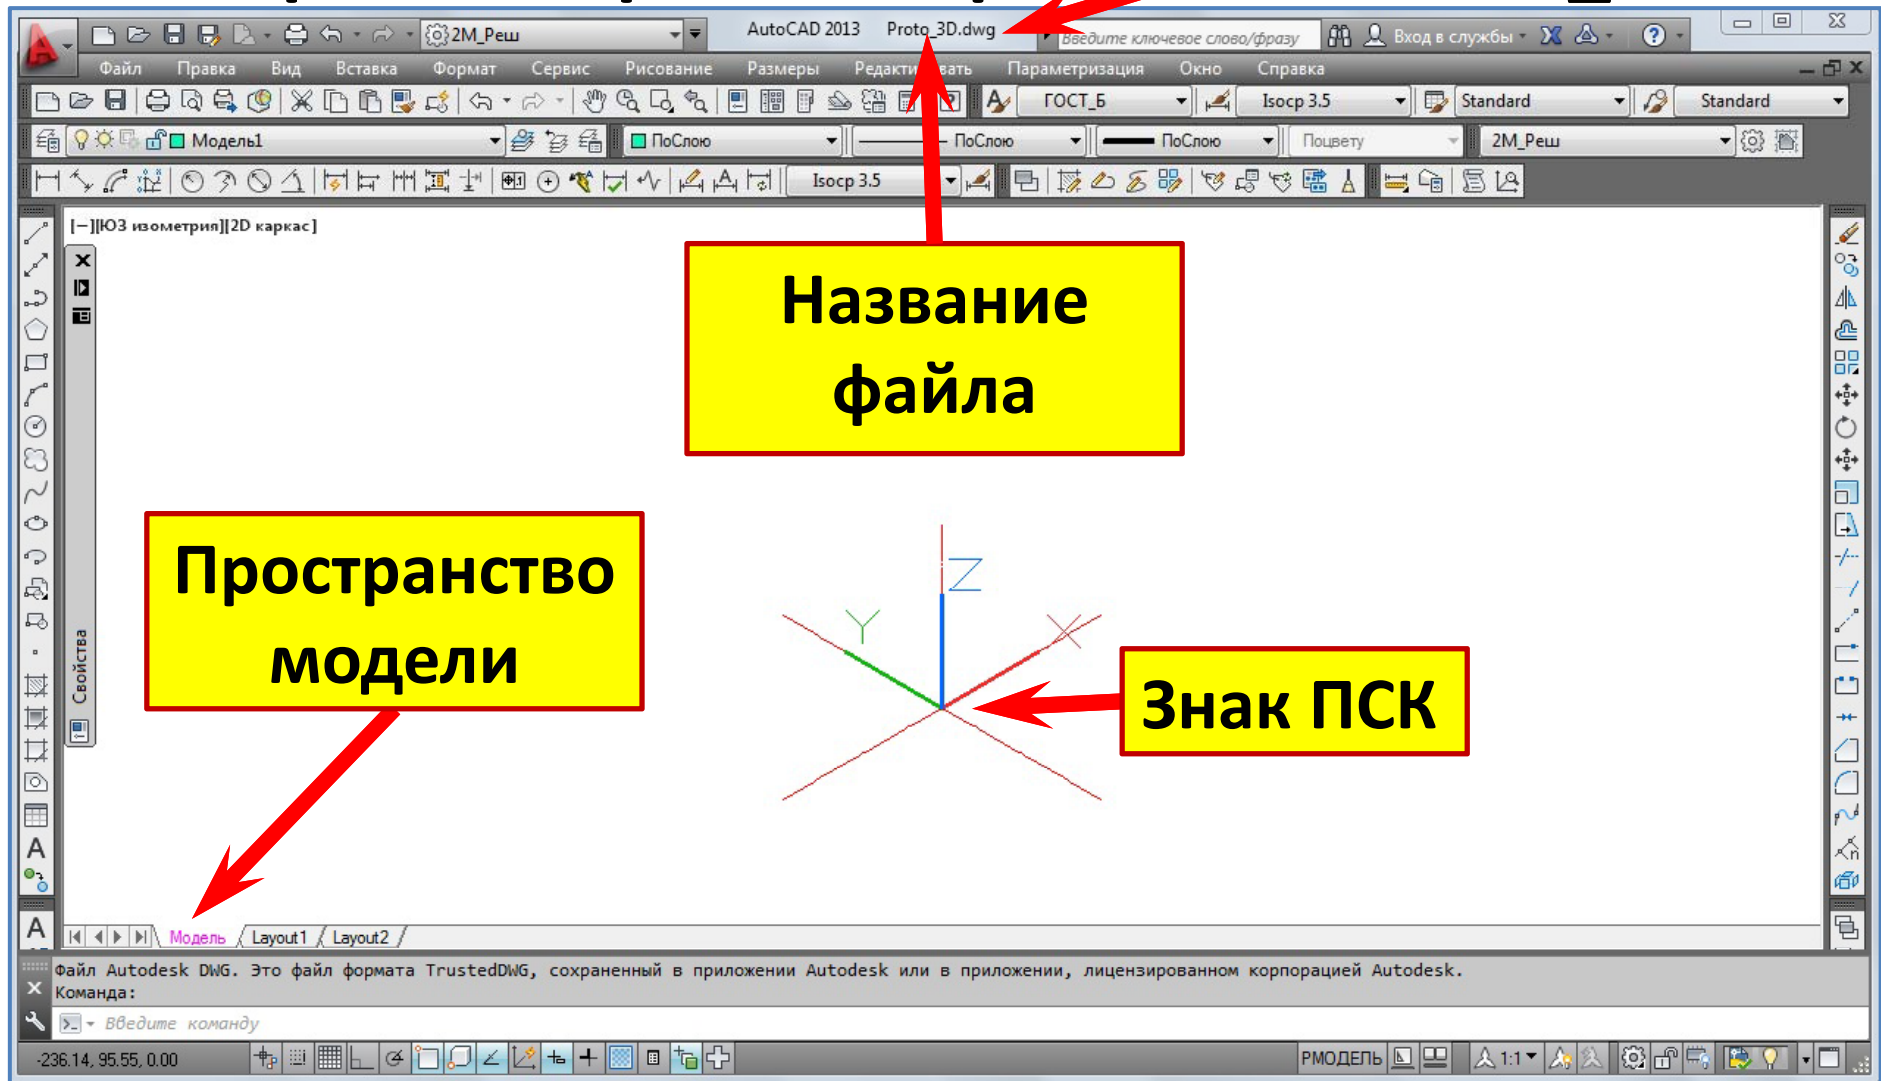 2М_Реш AutoCAD 2013 Proto_3D.dwg Введите ключевое слово/фразу Вход в службы ?
Файл Правка Вид Вставка Формат Сервис Рисование Размеры Параметризация Окно Справка
ГОСТ_Б Isocp 3.5 Standard Standard
Модель1 ПоСлою ПоСлою ПоСлою Поцвету 2М_Реш
Isocp 3.5
[−][ЮЗ изометрия][2D каркас]
Название
файла
Пространство
модели
Z
Y X
Знак ПСК
Свойства
Модель Layout1 Layout2
Файл Autodesk DWG. Это файл формата TrustedDWG, сохраненный в приложении Autodesk или в приложении, лицензированном корпорацией Autodesk.
Команда:
Введите команду
-236.14, 95.55, 0.00 РМОДЕЛЬ 1:1